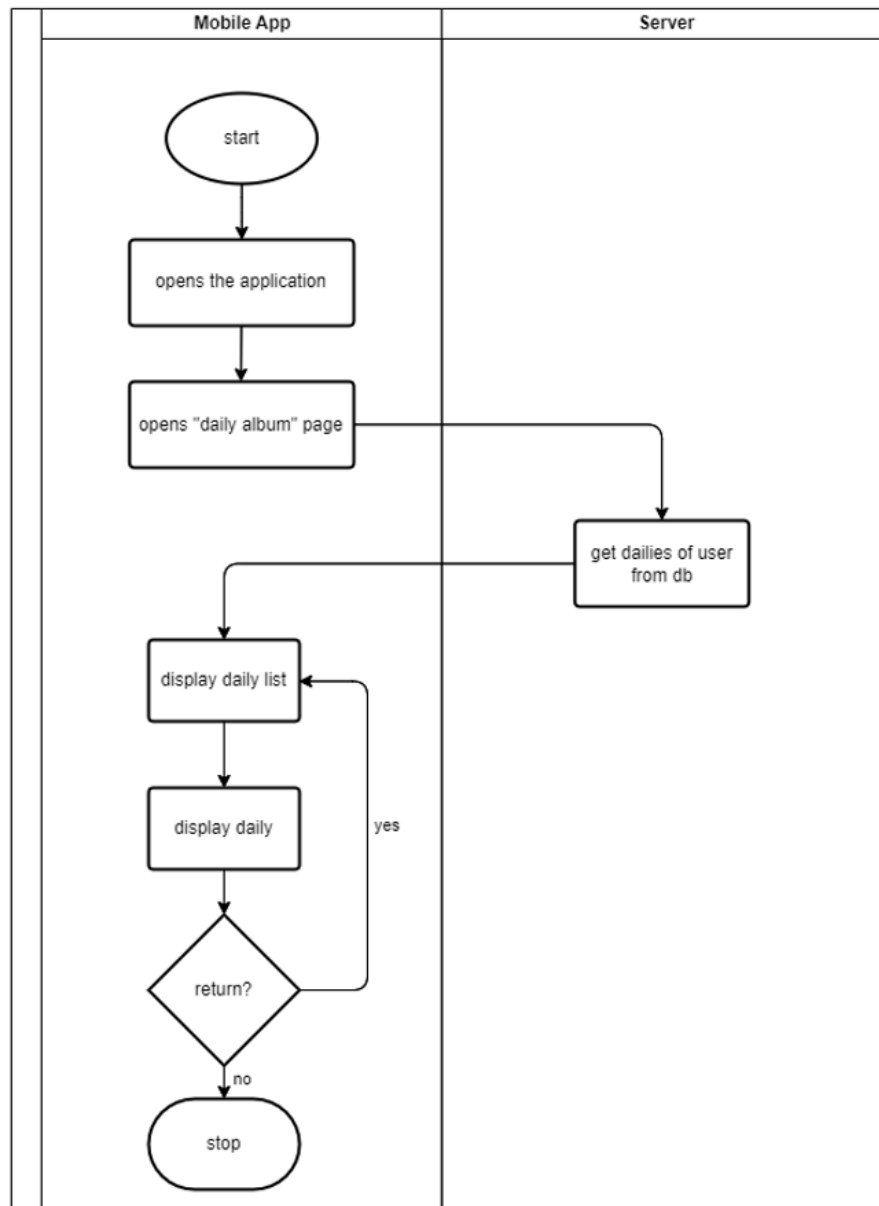 Mobile App
Server
start
opens the application
opens "daily album" page
get dailies of user
from db
display daily list
display daily
yes
return?
no
stop